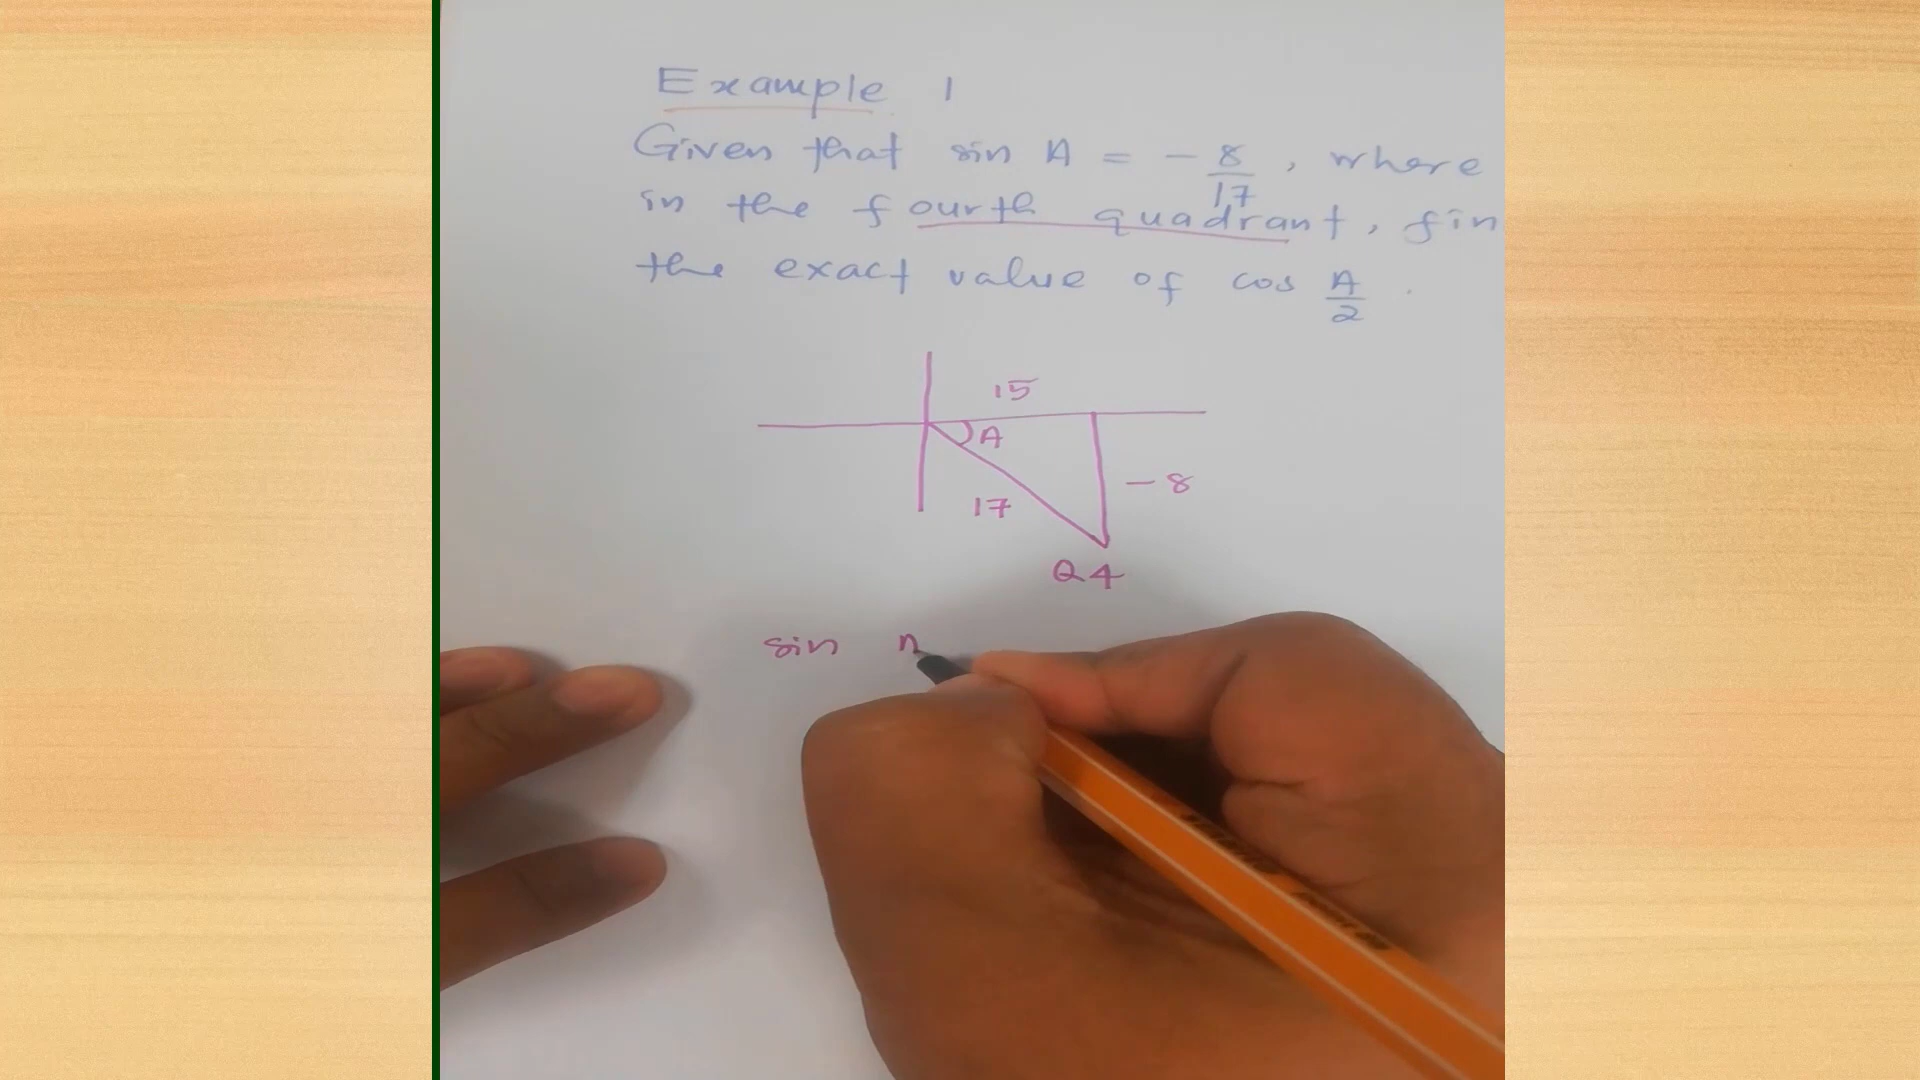 Example 1
Given that sin A = - 8/17, where
in the fourth quadrant, fin
the exact value of cos A/2.
15
A
-8
17
Q4
sin